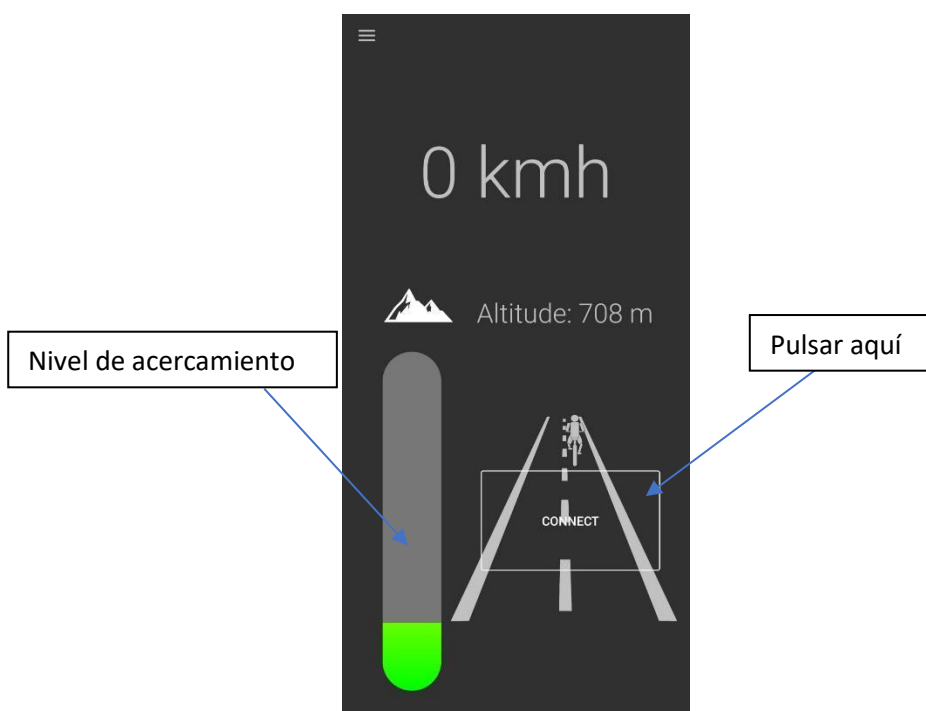 0 kmh
Altitude: 708 m
Nivel de acercamiento
Pulsar aquí
CONNECT